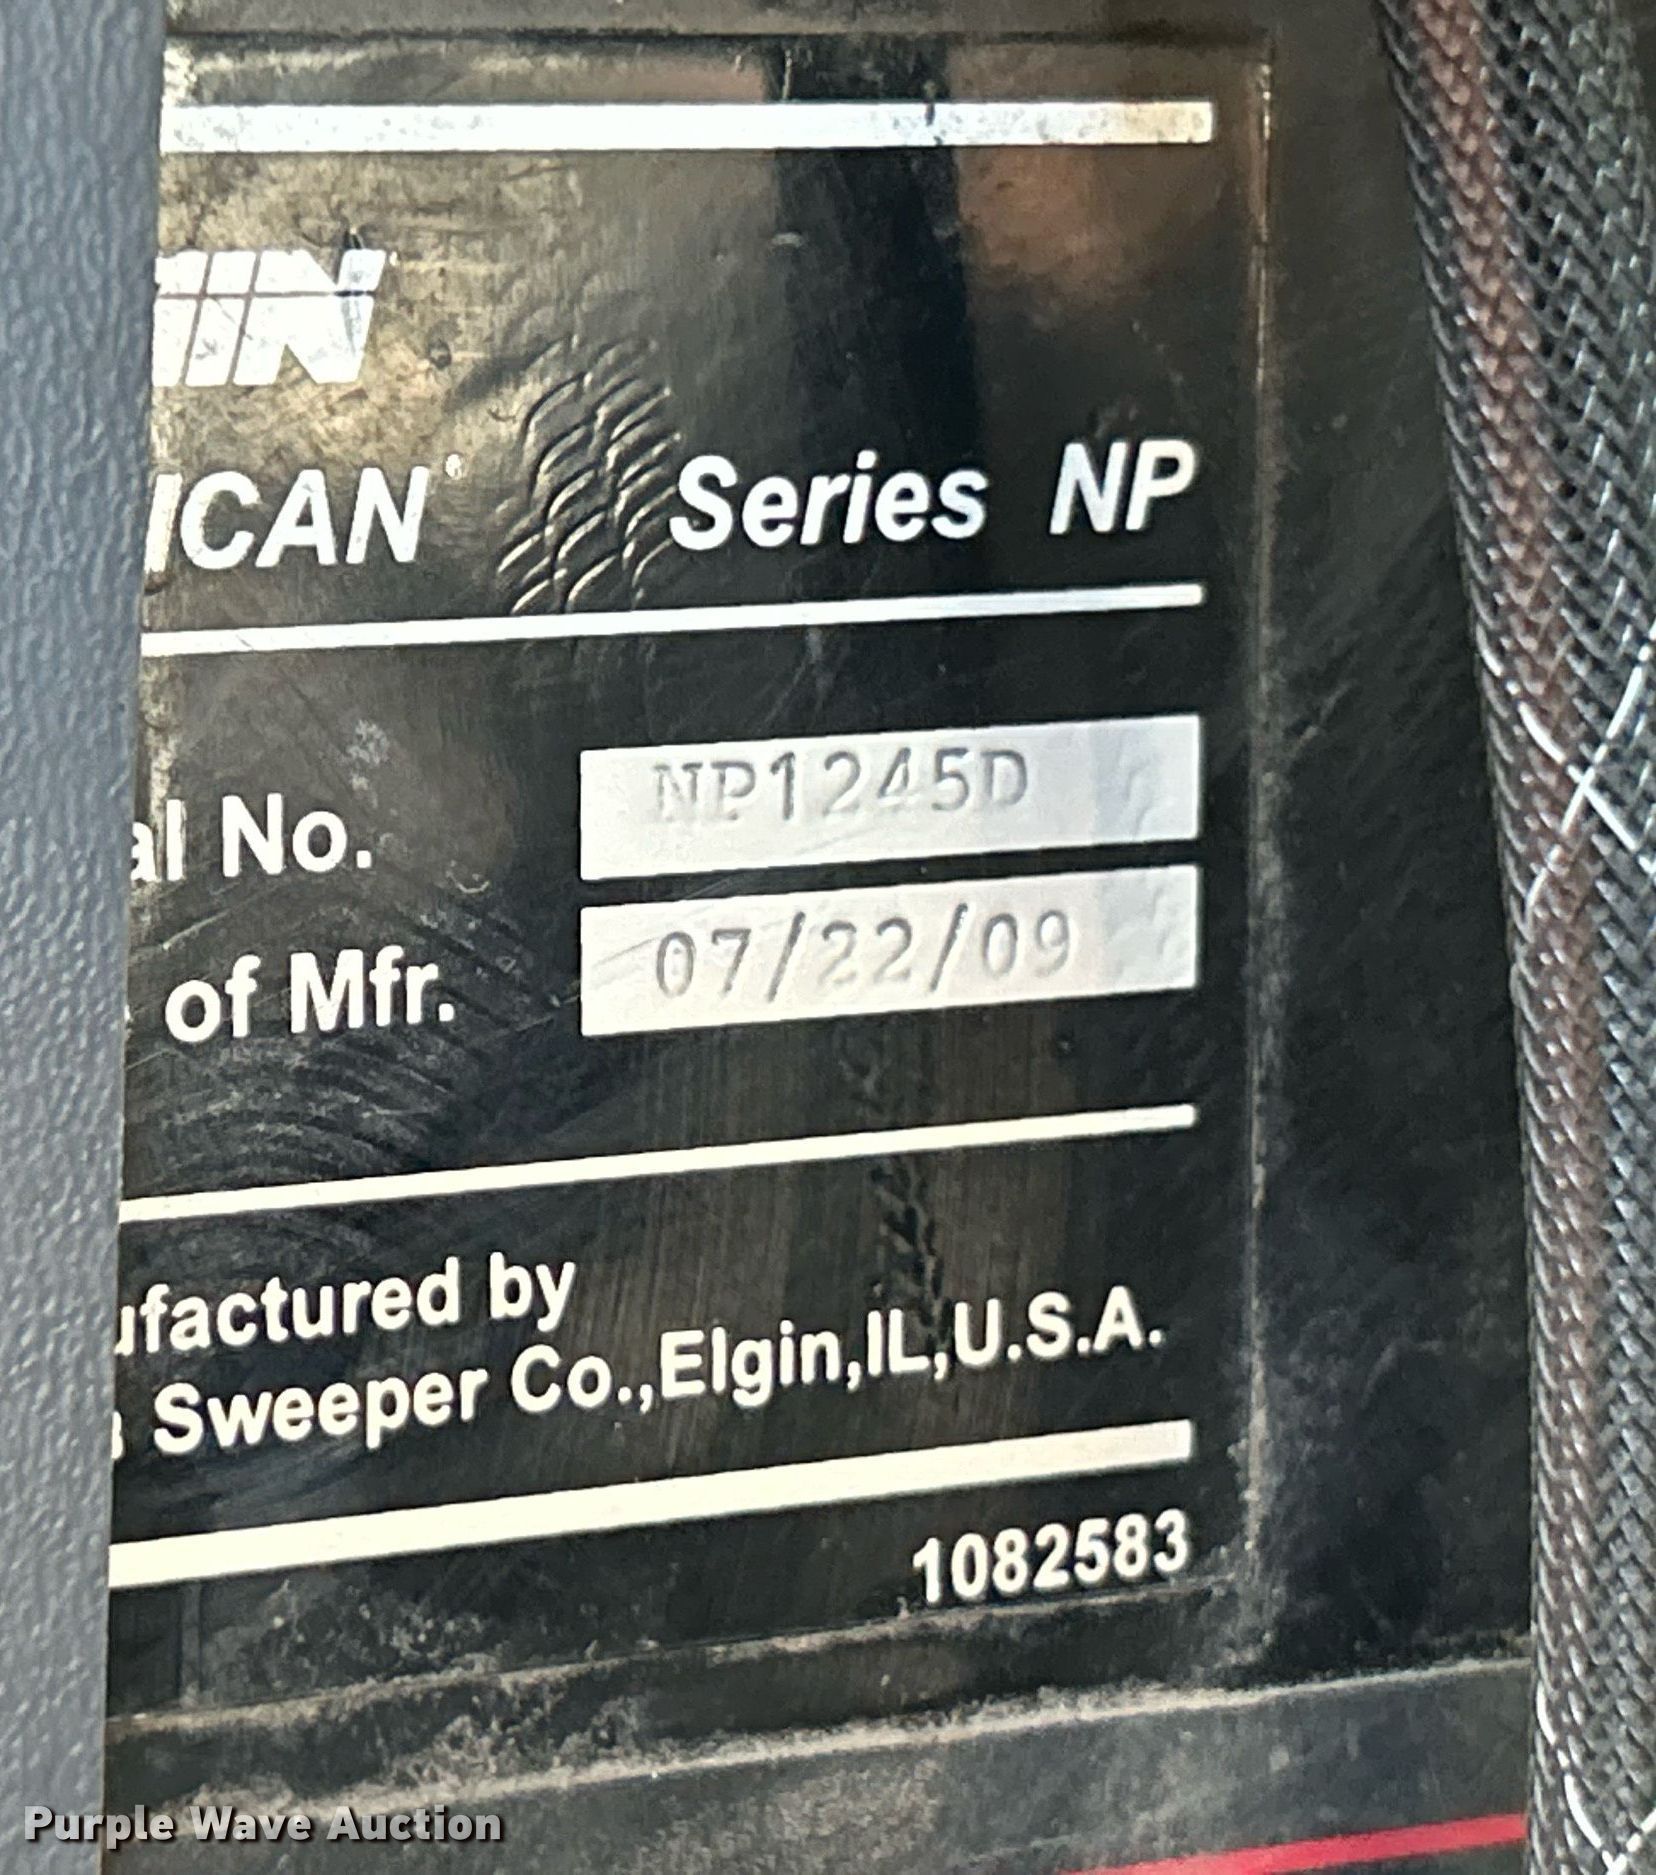 IN
ICAN® Series NP
al No. NP1245D
of Mfr. 07/22/09
ufactured by
Sweeper Co.,Elgin,IL,U.S.A.
1082583
Purple Wave Auction